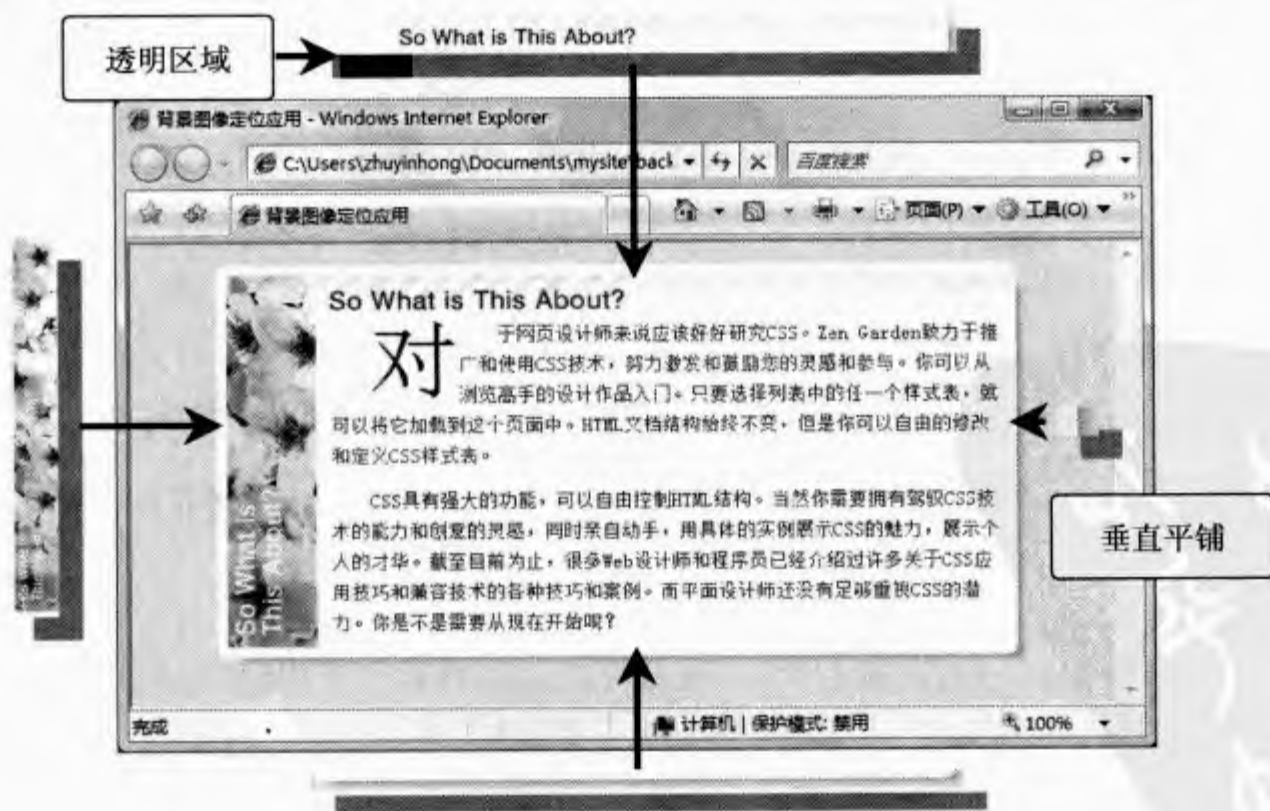 So What is This About?
透明区域
背景图像定位应用 - Windows Internet Explorer
C:\Users\zhuyinhong\Documents\mysite\back
百度搜索
背景图像定位应用
页面(P)
工具(O)
So What is This About?
对于网页设计师来说应该好好研究CSS。Zen Garden致力于推
广和使用CSS技术，努力激发和鼓励您的灵感和参与。你可以从
浏览高手的设计作品入门。只要选择列表中的任一个样式表，就
可以将它加载到这个页面中。HTML文档结构始终不变，但是你可以自由的修改
和定义CSS样式表。
CSS具有强大的功能，可以自由控制HTML结构。当然你需要拥有驾驭CSS技
术的能力和创意的灵感，同时亲自动手，用具体的实例展示CSS的魅力，展示个
人的才华。截至目前为止，很多Web设计师和程序员已经介绍过许多关于CSS应
用技巧和兼容技术的各种技巧和案例。而平面设计师还没有足够重视CSS的潜
力。你是不是需要从现在开始呢？
So What is
This About?
垂直平铺
完成
计算机 | 保护模式: 禁用
100%